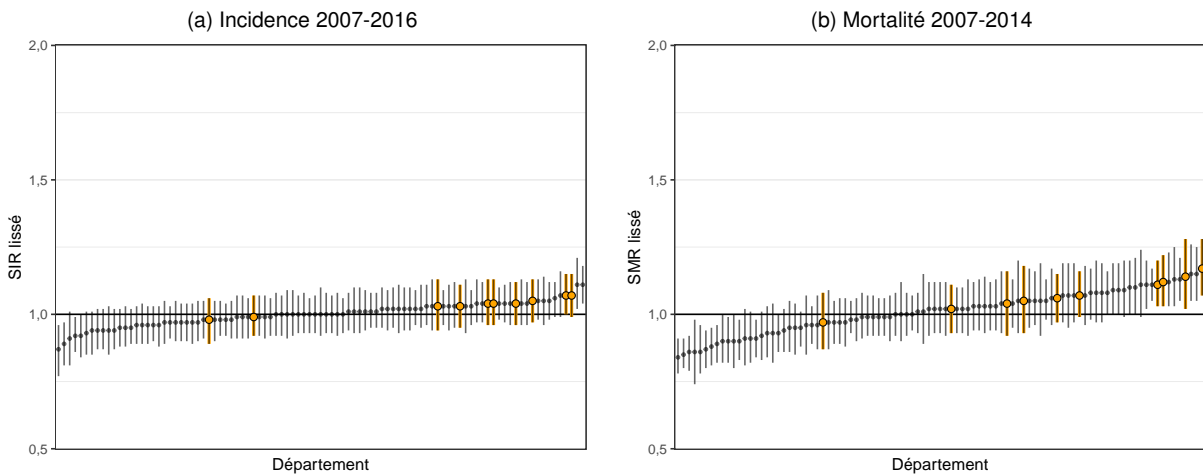 (a) Incidence 2007-2016
2,0
1,5
1,0
0,5
SIR lissé
Département
(b) Mortalité 2007-2014
2,0
1,5
1,0
0,5
SMR lissé
Département